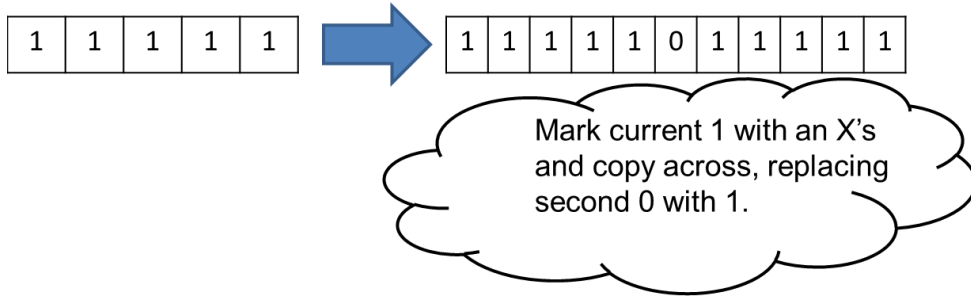 1 1 1 1 1
1 1 1 1 1 0 1 1 1 1 1
Mark current 1 with an X's
and copy across, replacing
second 0 with 1.